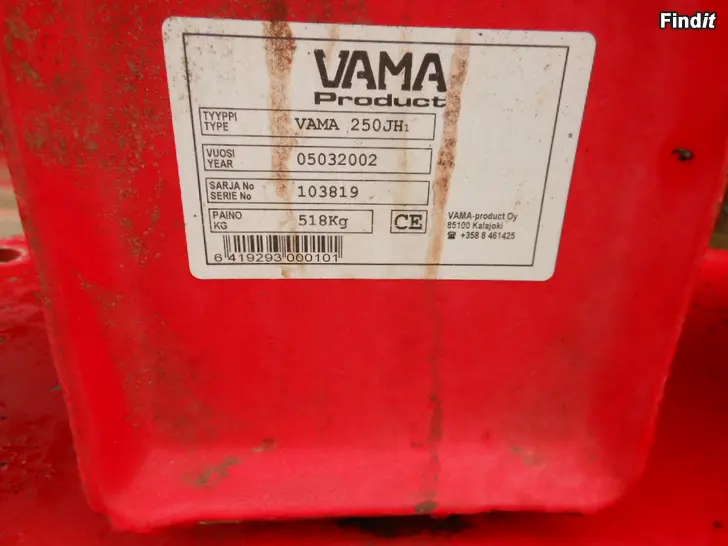 Findit
VAMA
Product
TYYPPI
TYPE
VAMA 250JH1
VUOSI
YEAR
05032002
SARJA No
SERIE No
103819
PAINO
KG
518Kg
CE
VAMA-product Oy
85100 Kalajoki
☎ +358 8 461425
6 419293 000101